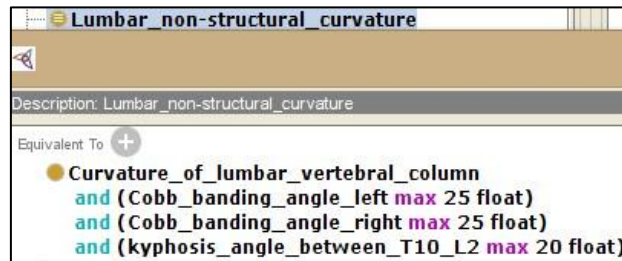 Lumbar_non-structural_curvature
Description: Lumbar_non-structural_curvature
Equivalent To
Curvature_of_lumbar_vertebral_column
and (Cobb_banding_angle_left max 25 float)
and (Cobb_banding_angle_right max 25 float)
and (kyphosis_angle_between_T10_L2 max 20 float)